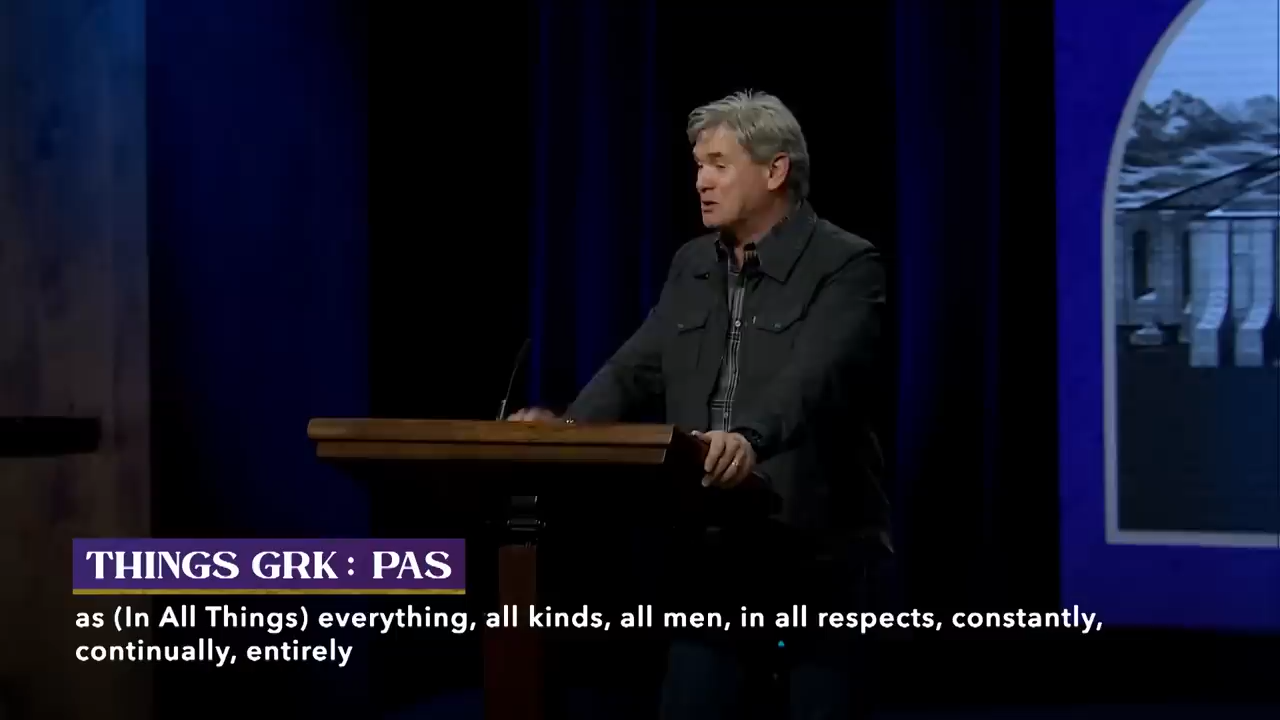 THINGS GRK: PAS
as (In All Things) everything, all kinds, all men, in all respects, constantly,
continually, entirely